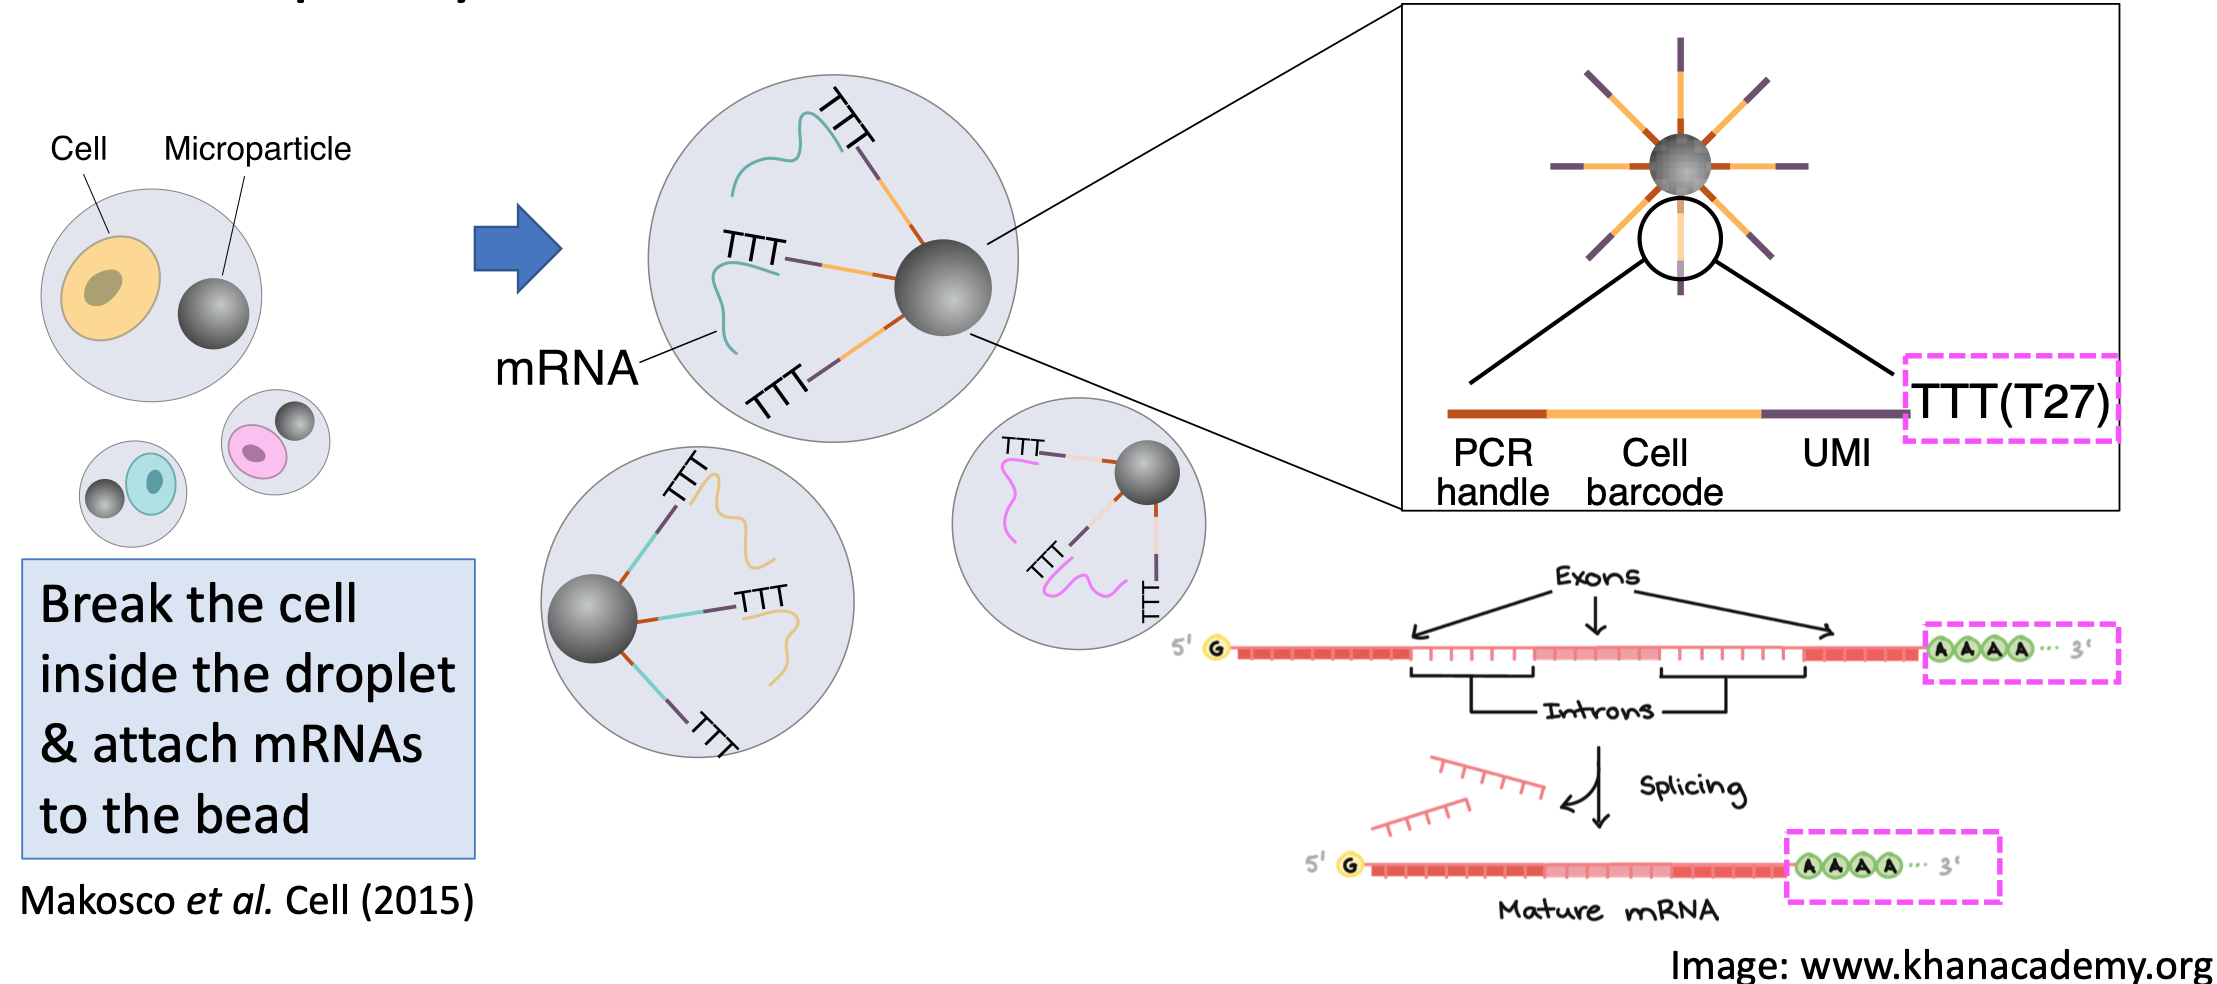 Cell
Microparticle
TTT
TTT
TTT
mRNA
TTT
TTT
TTT
TTT
TTT
TTT
TTT(T27)
PCR
handle
Cell
barcode
UMI
Break the cell
inside the droplet
& attach mRNAs
to the bead
Makosco et al. Cell (2015)
Exons
5' G A A A A ... 3'
Introns
Splicing
5' G A A A A ... 3'
Mature mRNA
Image: www.khanacademy.org